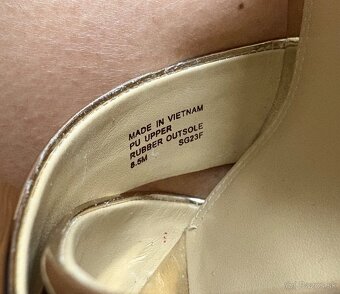 MADE IN VIETNAM
PU UPPER
RUBBER OUTSOLE
8.5M SG23F